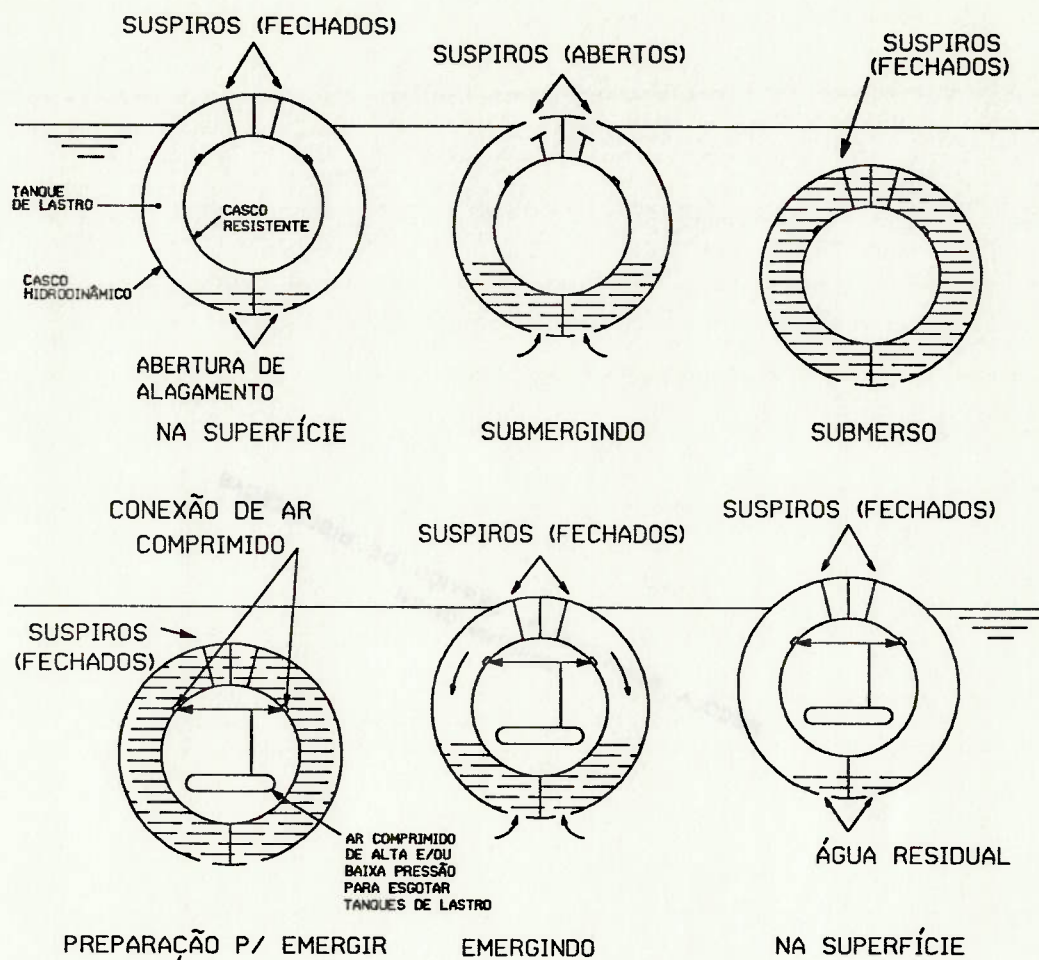 SUSPIROS (FECHADOS)
SUSPIROS (ABERTOS)
SUSPIROS
(FECHADOS)
TANQUE
DE LASTRO
CASCO
RESISTENTE
CASCO
HIDRODINÂMICO
ABERTURA DE
ALAGAMENTO
NA SUPERFÍCIE
SUBMERGINDO
SUBMERSO
CONEXÃO DE AR
COMPRIMIDO
SUSPIROS
(FECHADOS)
SUSPIROS (FECHADOS)
SUSPIROS (FECHADOS)
AR COMPRIMIDO
DE ALTA E/OU
BAIXA PRESSÃO
PARA ESGOTAR
TANQUES DE LASTRO
ÁGUA RESIDUAL
PREPARAÇÃO P/ EMERGIR
EMERGINDO
NA SUPERFÍCIE